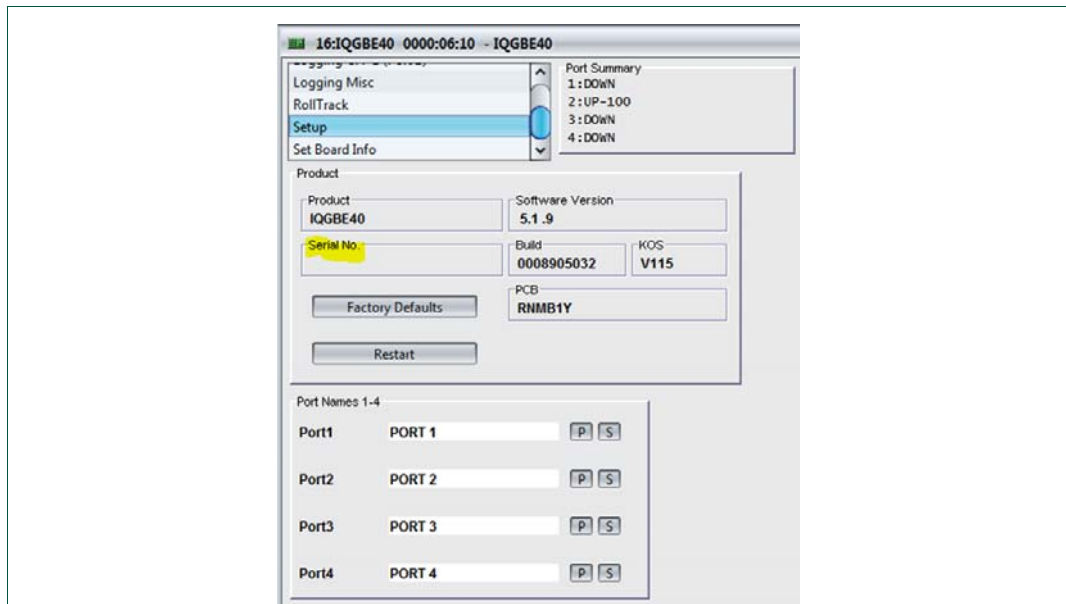 16:IQGBE40 0000:06:10 - IQGBE40
Logging Misc
RollTrack
Setup
Set Board Info
Port Summary
1:DOWN
2:UP-100
3:DOWN
4:DOWN
Product
Product
IQGBE40
Software Version
5.1 .9
Serial No.
Build
0008905032
KOS
V115
Factory Defaults
PCB
RNMB1Y
Restart
Port Names 1-4
Port1 PORT 1 P S
Port2 PORT 2 P S
Port3 PORT 3 P S
Port4 PORT 4 P S